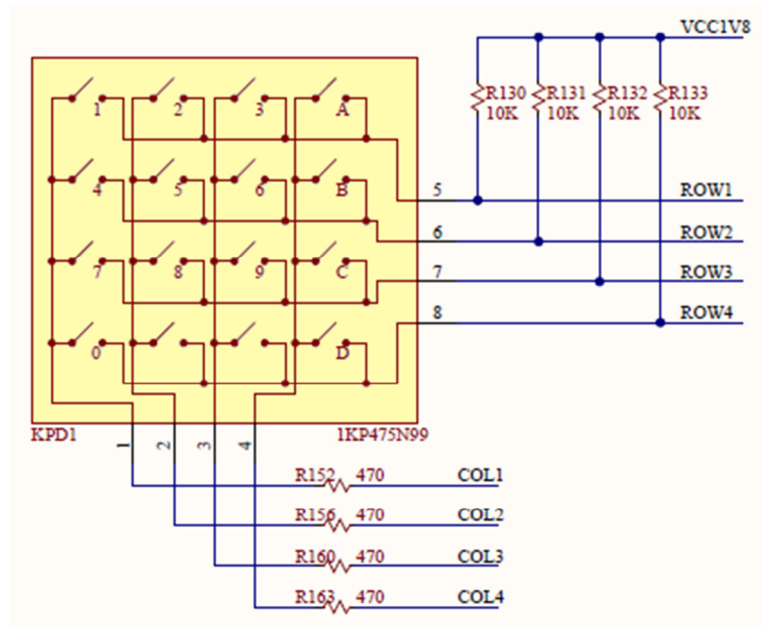 VCC1V8
R130 R131 R132 R133
10K 10K 10K 10K
1 2 3 A
4 5 6 B
5 ROW1
6 ROW2
7 8 9 C
7 ROW3
8 ROW4
0 D
KPD1 1KP475N99
1 2 3 4
R152 470 COL1
R156 470 COL2
R160 470 COL3
R163 470 COL4